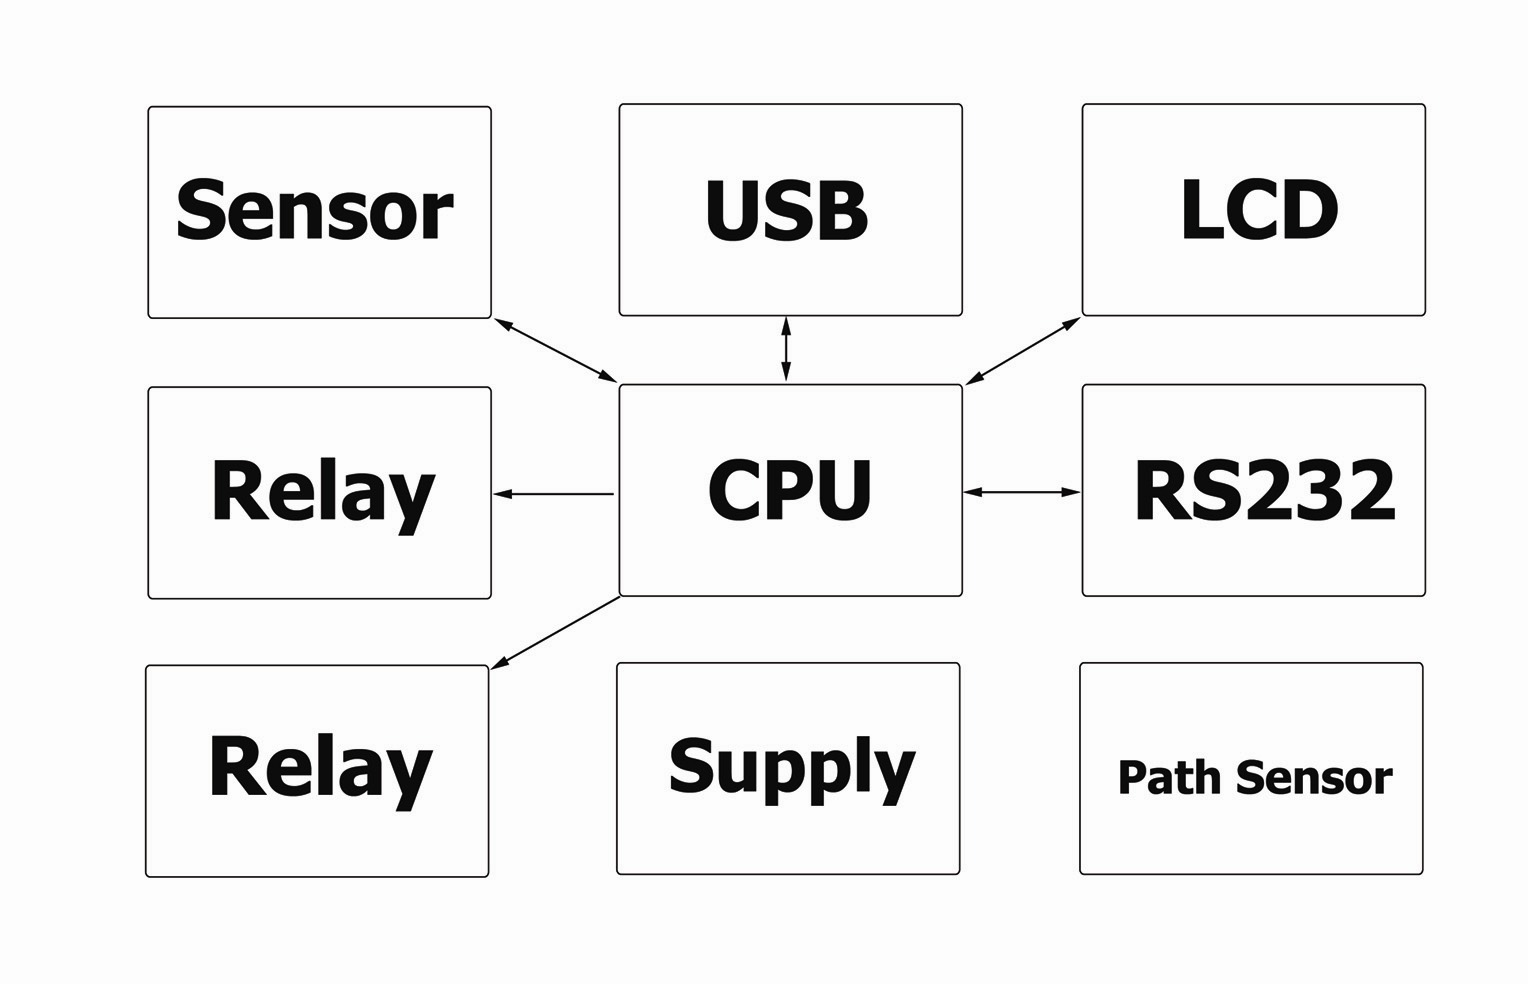 Sensor
USB
LCD
Relay
CPU
RS232
Relay
Supply
Path Sensor